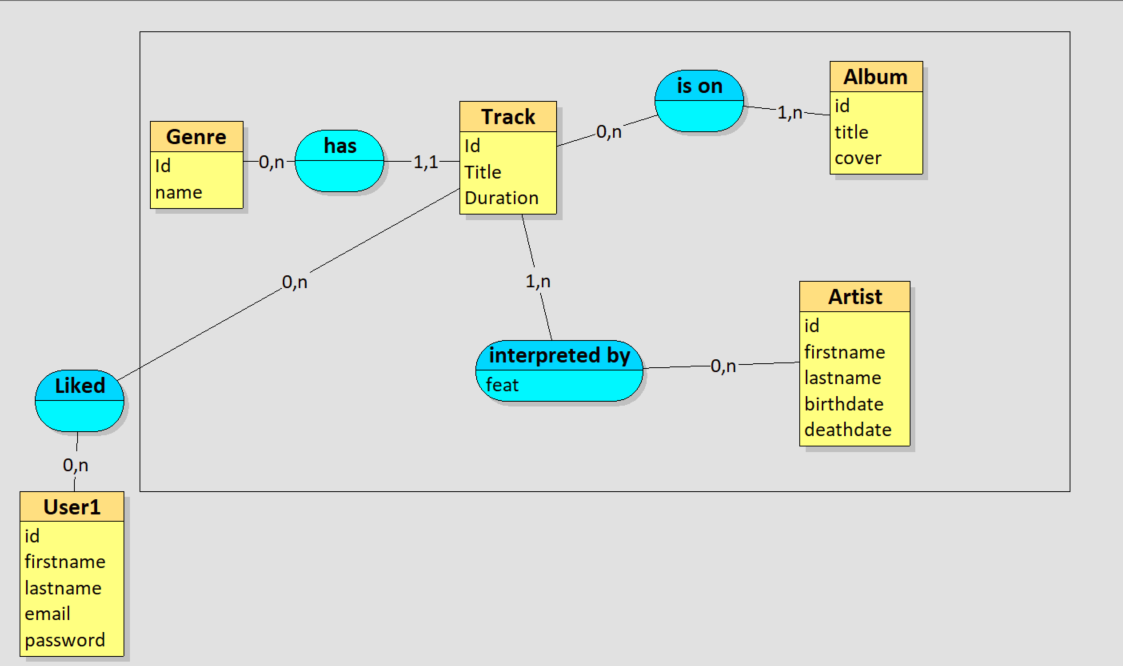 Genre
Id
name
0,n
has
1,1
Track
Id
Title
Duration
0,n
is on
1,n
Album
id
title
cover
0,n
1,n
interpreted by
feat
0,n
Artist
id
firstname
lastname
birthdate
deathdate
Liked
0,n
User1
id
firstname
lastname
email
password